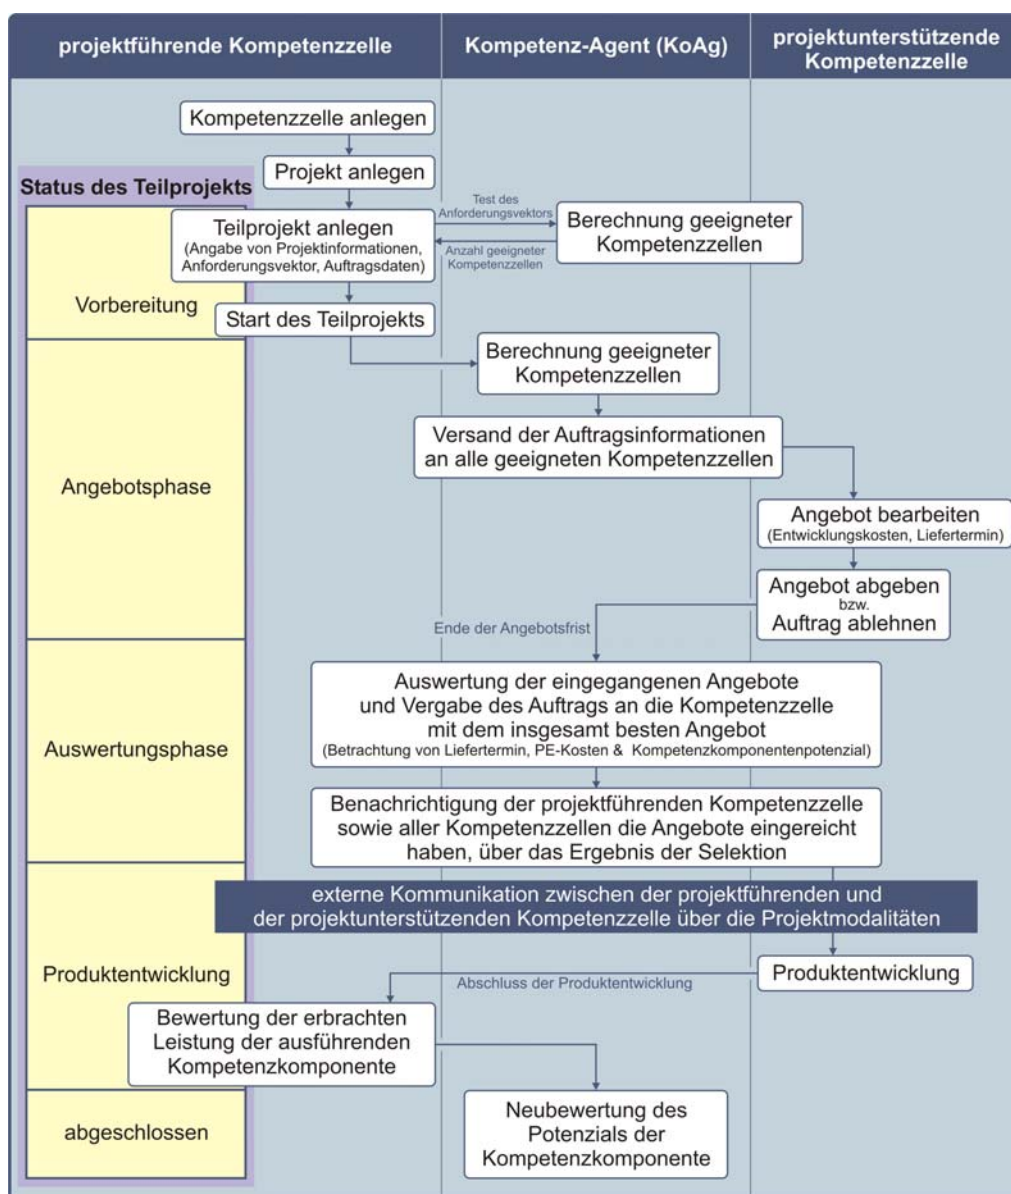 projektführende Kompetenzzelle
Kompetenz-Agent (KoAg)
projektunterstützende
Kompetenzzelle
Kompetenzzelle anlegen
Projekt anlegen
Status des Teilprojekts
Teilprojekt anlegen
(Angabe von Projektinformationen,
Anforderungsvektor, Auftragsdaten)
Test des
Anforderungsvektors
Anzahl geeigneter
Kompetenzzellen
Berechnung geeigneter
Kompetenzzellen
Vorbereitung
Start des Teilprojekts
Berechnung geeigneter
Kompetenzzellen
Versand der Auftragsinformationen
an alle geeigneten Kompetenzzellen
Angebotsphase
Angebot bearbeiten
(Entwicklungskosten, Liefertermin)
Angebot abgeben
bzw.
Auftrag ablehnen
Ende der Angebotsfrist
Auswertung der eingegangenen Angebote
und Vergabe des Auftrags an die Kompetenzzelle
mit dem insgesamt besten Angebot
(Betrachtung von Liefertermin, PE-Kosten & Kompetenzkomponentenpotenzial)
Auswertungsphase
Benachrichtigung der projektführenden Kompetenzzelle
sowie aller Kompetenzzellen die Angebote eingereicht
haben, über das Ergebnis der Selektion
externe Kommunikation zwischen der projektführenden und
der projektunterstützenden Kompetenzzelle über die Projektmodalitäten
Produktentwicklung
Produktentwicklung
Abschluss der Produktentwicklung
Bewertung der erbrachten
Leistung der ausführenden
Kompetenzkomponente
abgeschlossen
Neubewertung des
Potenzials der
Kompetenzkomponente